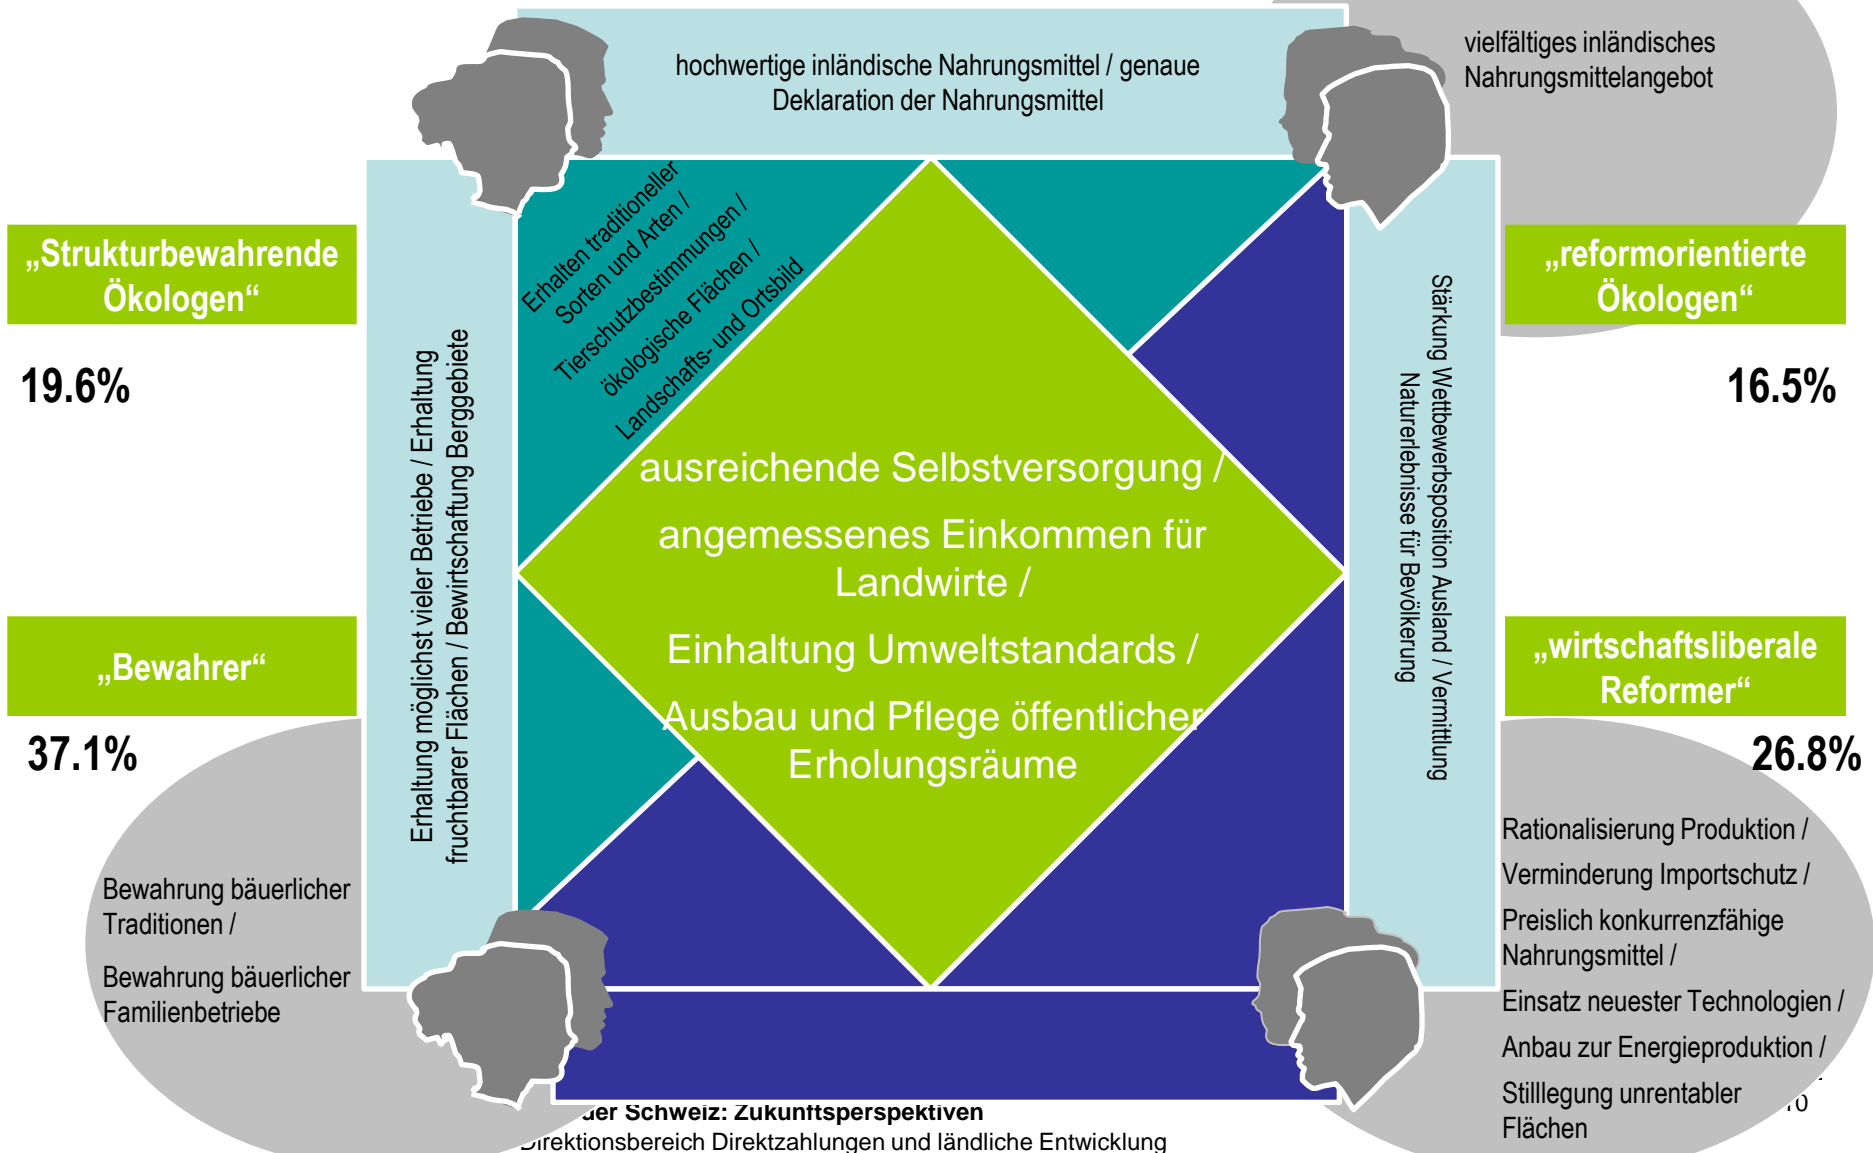 hochwertige inländische Nahrungsmittel / genaue
Deklaration der Nahrungsmittel
vielfältiges inländisches
Nahrungsmittelangebot
„Strukturbewahrende
Ökologen“
19.6%
„reformorientierte
Ökologen“
16.5%
Erhalten traditioneller
Sorten und Arten /
Tierschutzbestimmungen /
ökologische Flächen /
Landschafts- und Ortsbild
Erhaltung möglichst vieler Betriebe / Erhaltung
fruchtbarer Flächen / Bewirtschaftung Berggebiete
Stärkung Wettbewerbsposition Ausland / Vermittlung
Naturerlebnisse für Bevölkerung
ausreichende Selbstversorgung /
angemessenes Einkommen für
Landwirte /
Einhaltung Umweltstandards /
Ausbau und Pflege öffentlicher
Erholungsräume
„Bewahrer“
37.1%
„wirtschaftsliberale
Reformer“
26.8%
Bewahrung bäuerlicher
Traditionen /
Bewahrung bäuerlicher
Familienbetriebe
Rationalisierung Produktion /
Verminderung Importschutz /
Preislich konkurrenzfähige
Nahrungsmittel /
Einsatz neuester Technologien /
Anbau zur Energieproduktion /
Stilllegung unrentabler
Flächen
der Schweiz: Zukunftsperspektiven
Direktionsbereich Direktzahlungen und ländliche Entwicklung